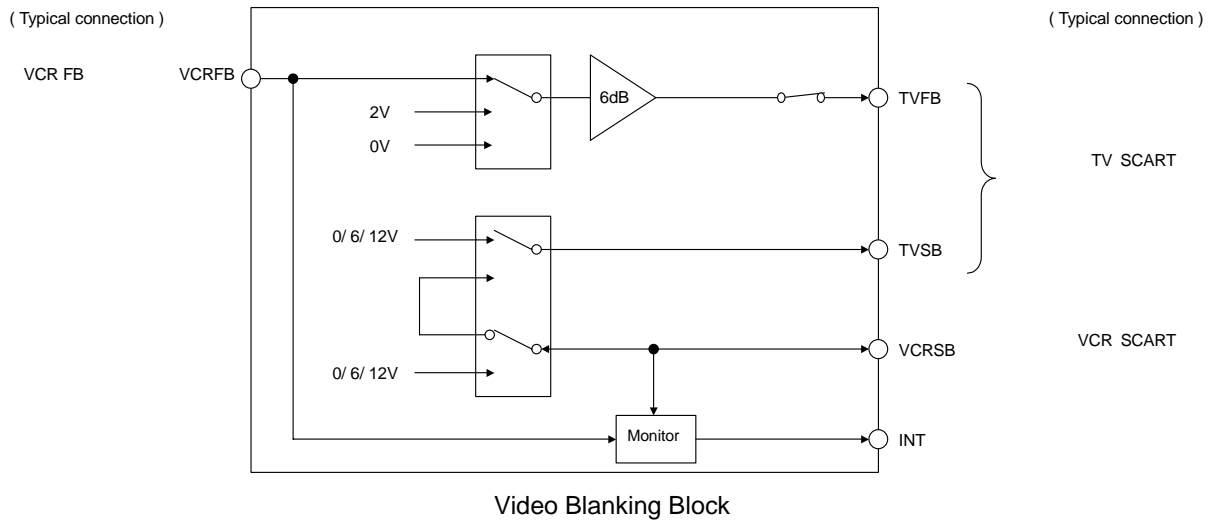 ( Typical connection )
( Typical connection )
VCR FB
VCRFB
6dB
TVFB
2V
0V
TV SCART
0/ 6/ 12V
TVSB
VCRSB
VCR SCART
0/ 6/ 12V
Monitor
INT
Video Blanking Block